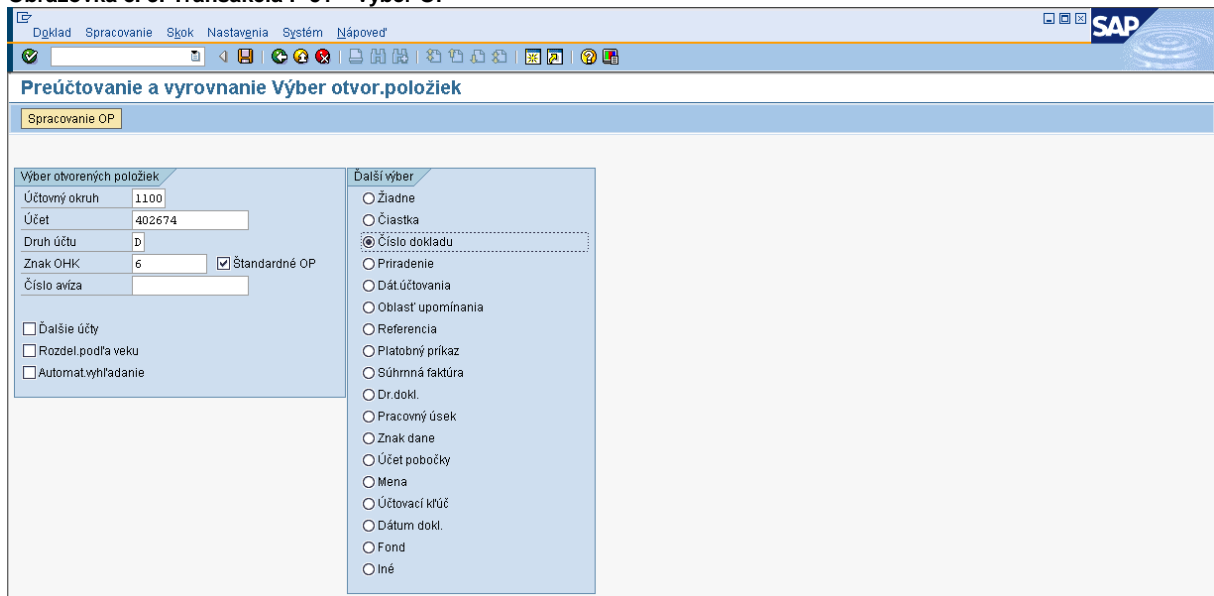 Doklad Spracovanie Skok Nastavenia Systém Nápoveď
SAP
Preúčtovanie a vyrovnanie Výber otvor.položiek
Spracovanie OP
Výber otvorených položiek
Účtovný okruh 1100
Účet 402674
Druh účtu D
Znak OHK 6 Štandardné OP
Číslo avíza
Ďalšie účty
Rozdel.podľa veku
Automat.vyhľadanie
Ďalší výber
Žiadne
Čiastka
Číslo dokladu
Priradenie
Dát.účtovania
Oblasť upomínania
Referencia
Platobný príkaz
Súhrnná faktúra
Dr.dokl.
Pracovný úsek
Znak dane
Účet pobočky
Mena
Účtovací kľúč
Dátum dokl.
Fond
Iné